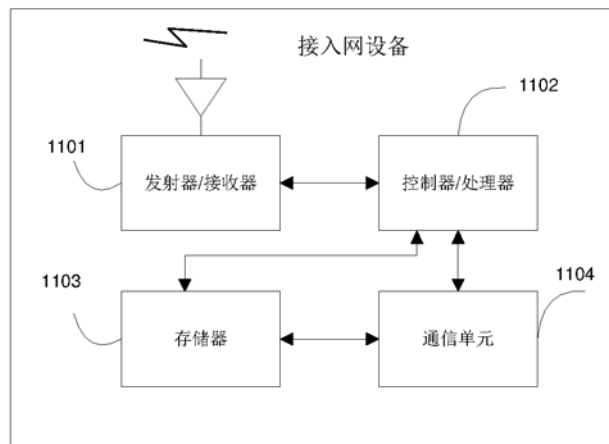 接入网设备
1102
1101
发射器/接收器
控制器/处理器
1103
1104
存储器
通信单元